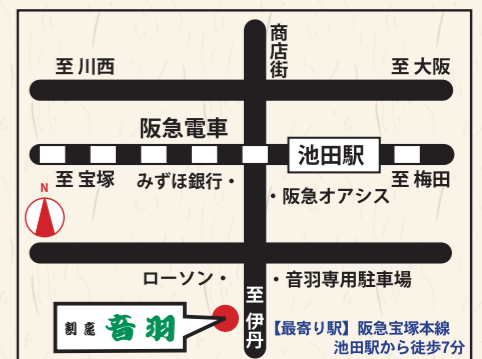 商店街
至 川西
至 大阪
阪急電車
池田駅
至 宝塚
みずほ銀行・
至 梅田
・阪急オアシス
N
ローソン・
・音羽専用駐車場
至 伊丹
割烹 音羽
【最寄り駅】阪急宝塚本線
池田駅から徒歩7分